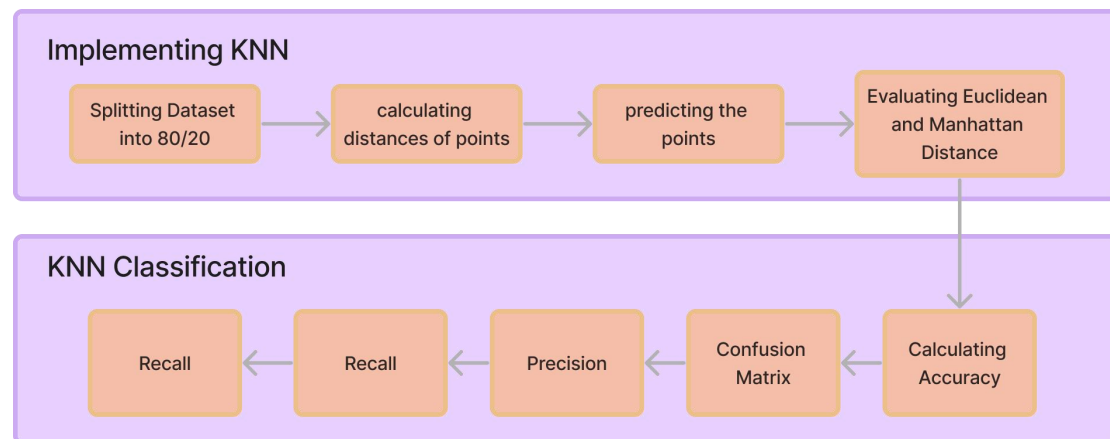 Implementing KNN
Splitting Dataset
into 80/20
calculating
distances of points
predicting the
points
Evaluating Euclidean
and Manhattan
Distance
KNN Classification
Recall
Recall
Precision
Confusion
Matrix
Calculating
Accuracy